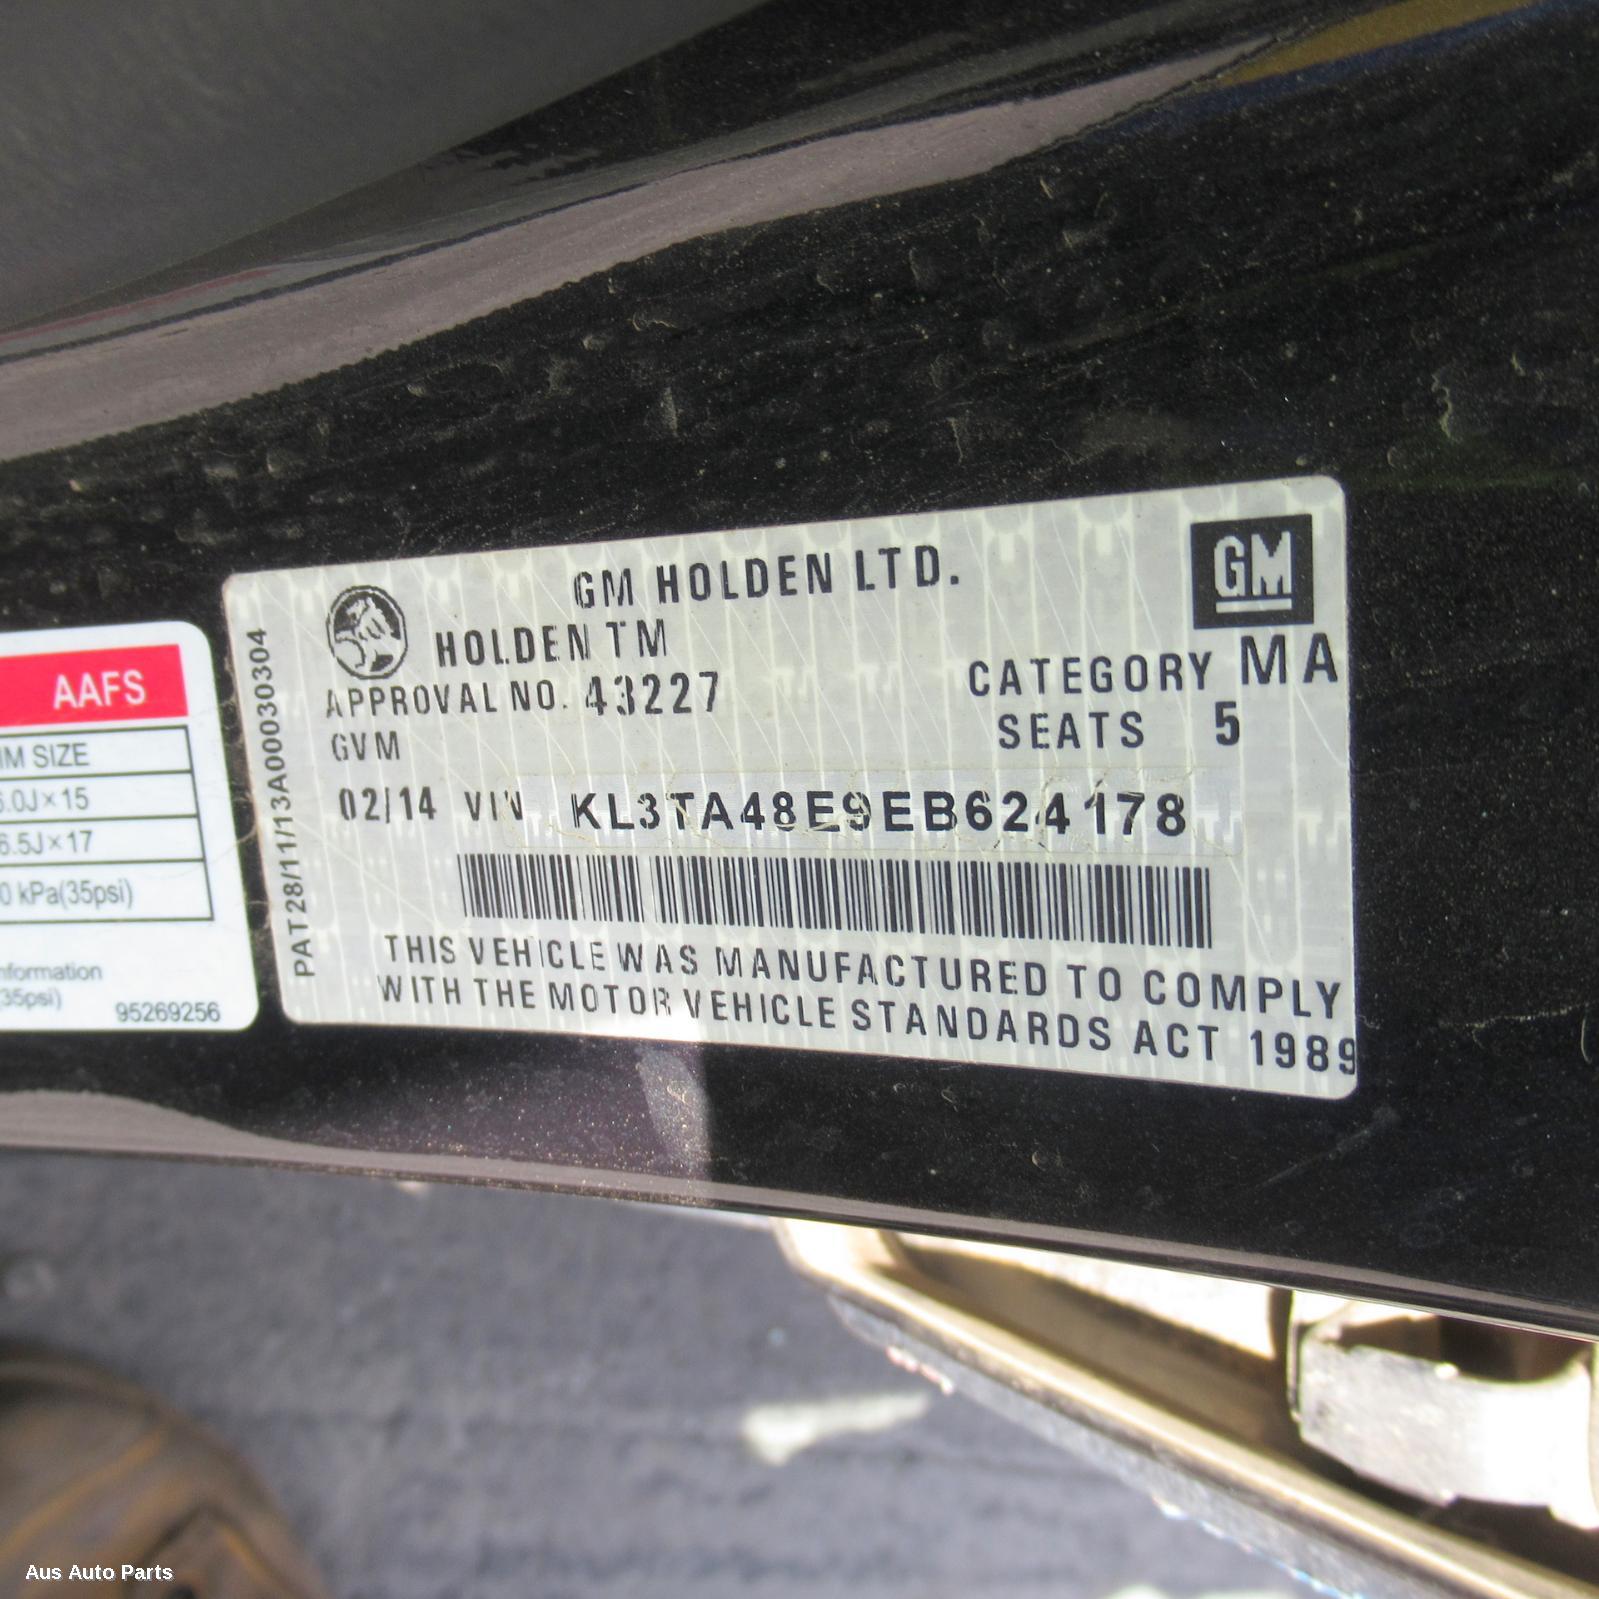 AAFS
IM SIZE
6.0J×15
6.5J×17
0 kPa(35psi)
nformation
(35psi)
95269256
PAT28/11/13A00030304
GM HOLDEN LTD.
GM
HOLDEN TM
APPROVAL NO. 43227
CATEGORY MA
GVM
SEATS 5
02/14 VIN KL3TA48E9EB624178
THIS VEHICLE WAS MANUFACTURED TO COMPLY
WITH THE MOTOR VEHICLE STANDARDS ACT 1989
Aus Auto Parts